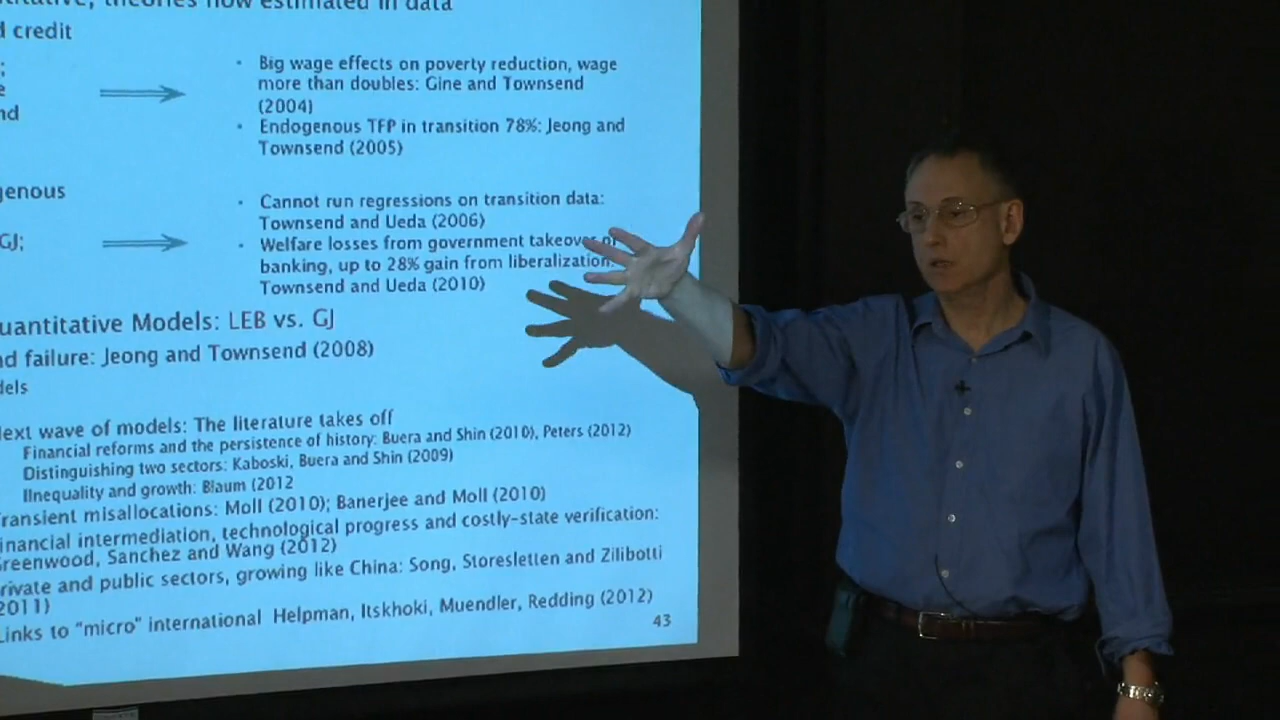 theories now estimated in data
credit
Big wage effects on poverty reduction, wage
more than doubles: Gine and Townsend
(2004)
Endogenous TFP in transition 78%: Jeong and
Townsend (2005)
Cannot run regressions on transition data:
Townsend and Ueda (2006)
GJ;
Welfare losses from government takeover of
banking, up to 28% gain from liberalization:
Townsend and Ueda (2010)
uantitative Models: LEB vs. GJ
nd failure: Jeong and Townsend (2008)
dels
ext wave of models: The literature takes off
Financial reforms and the persistence of history: Buera and Shin (2010), Peters (2012)
Distinguishing two sectors: Kaboski, Buera and Shin (2009)
IInequality and growth: Blaum (2012
ransient misallocations: Moll (2010); Banerjee and Moll (2010)
inancial intermediation, technological progress and costly-state verification:
Greenwood, Sanchez and Wang (2012)
rivate and public sectors, growing like China: Song, Storesletten and Zilibotti
2011)
Links to "micro" international Helpman, Itskhoki, Muendler, Redding (2012)
43